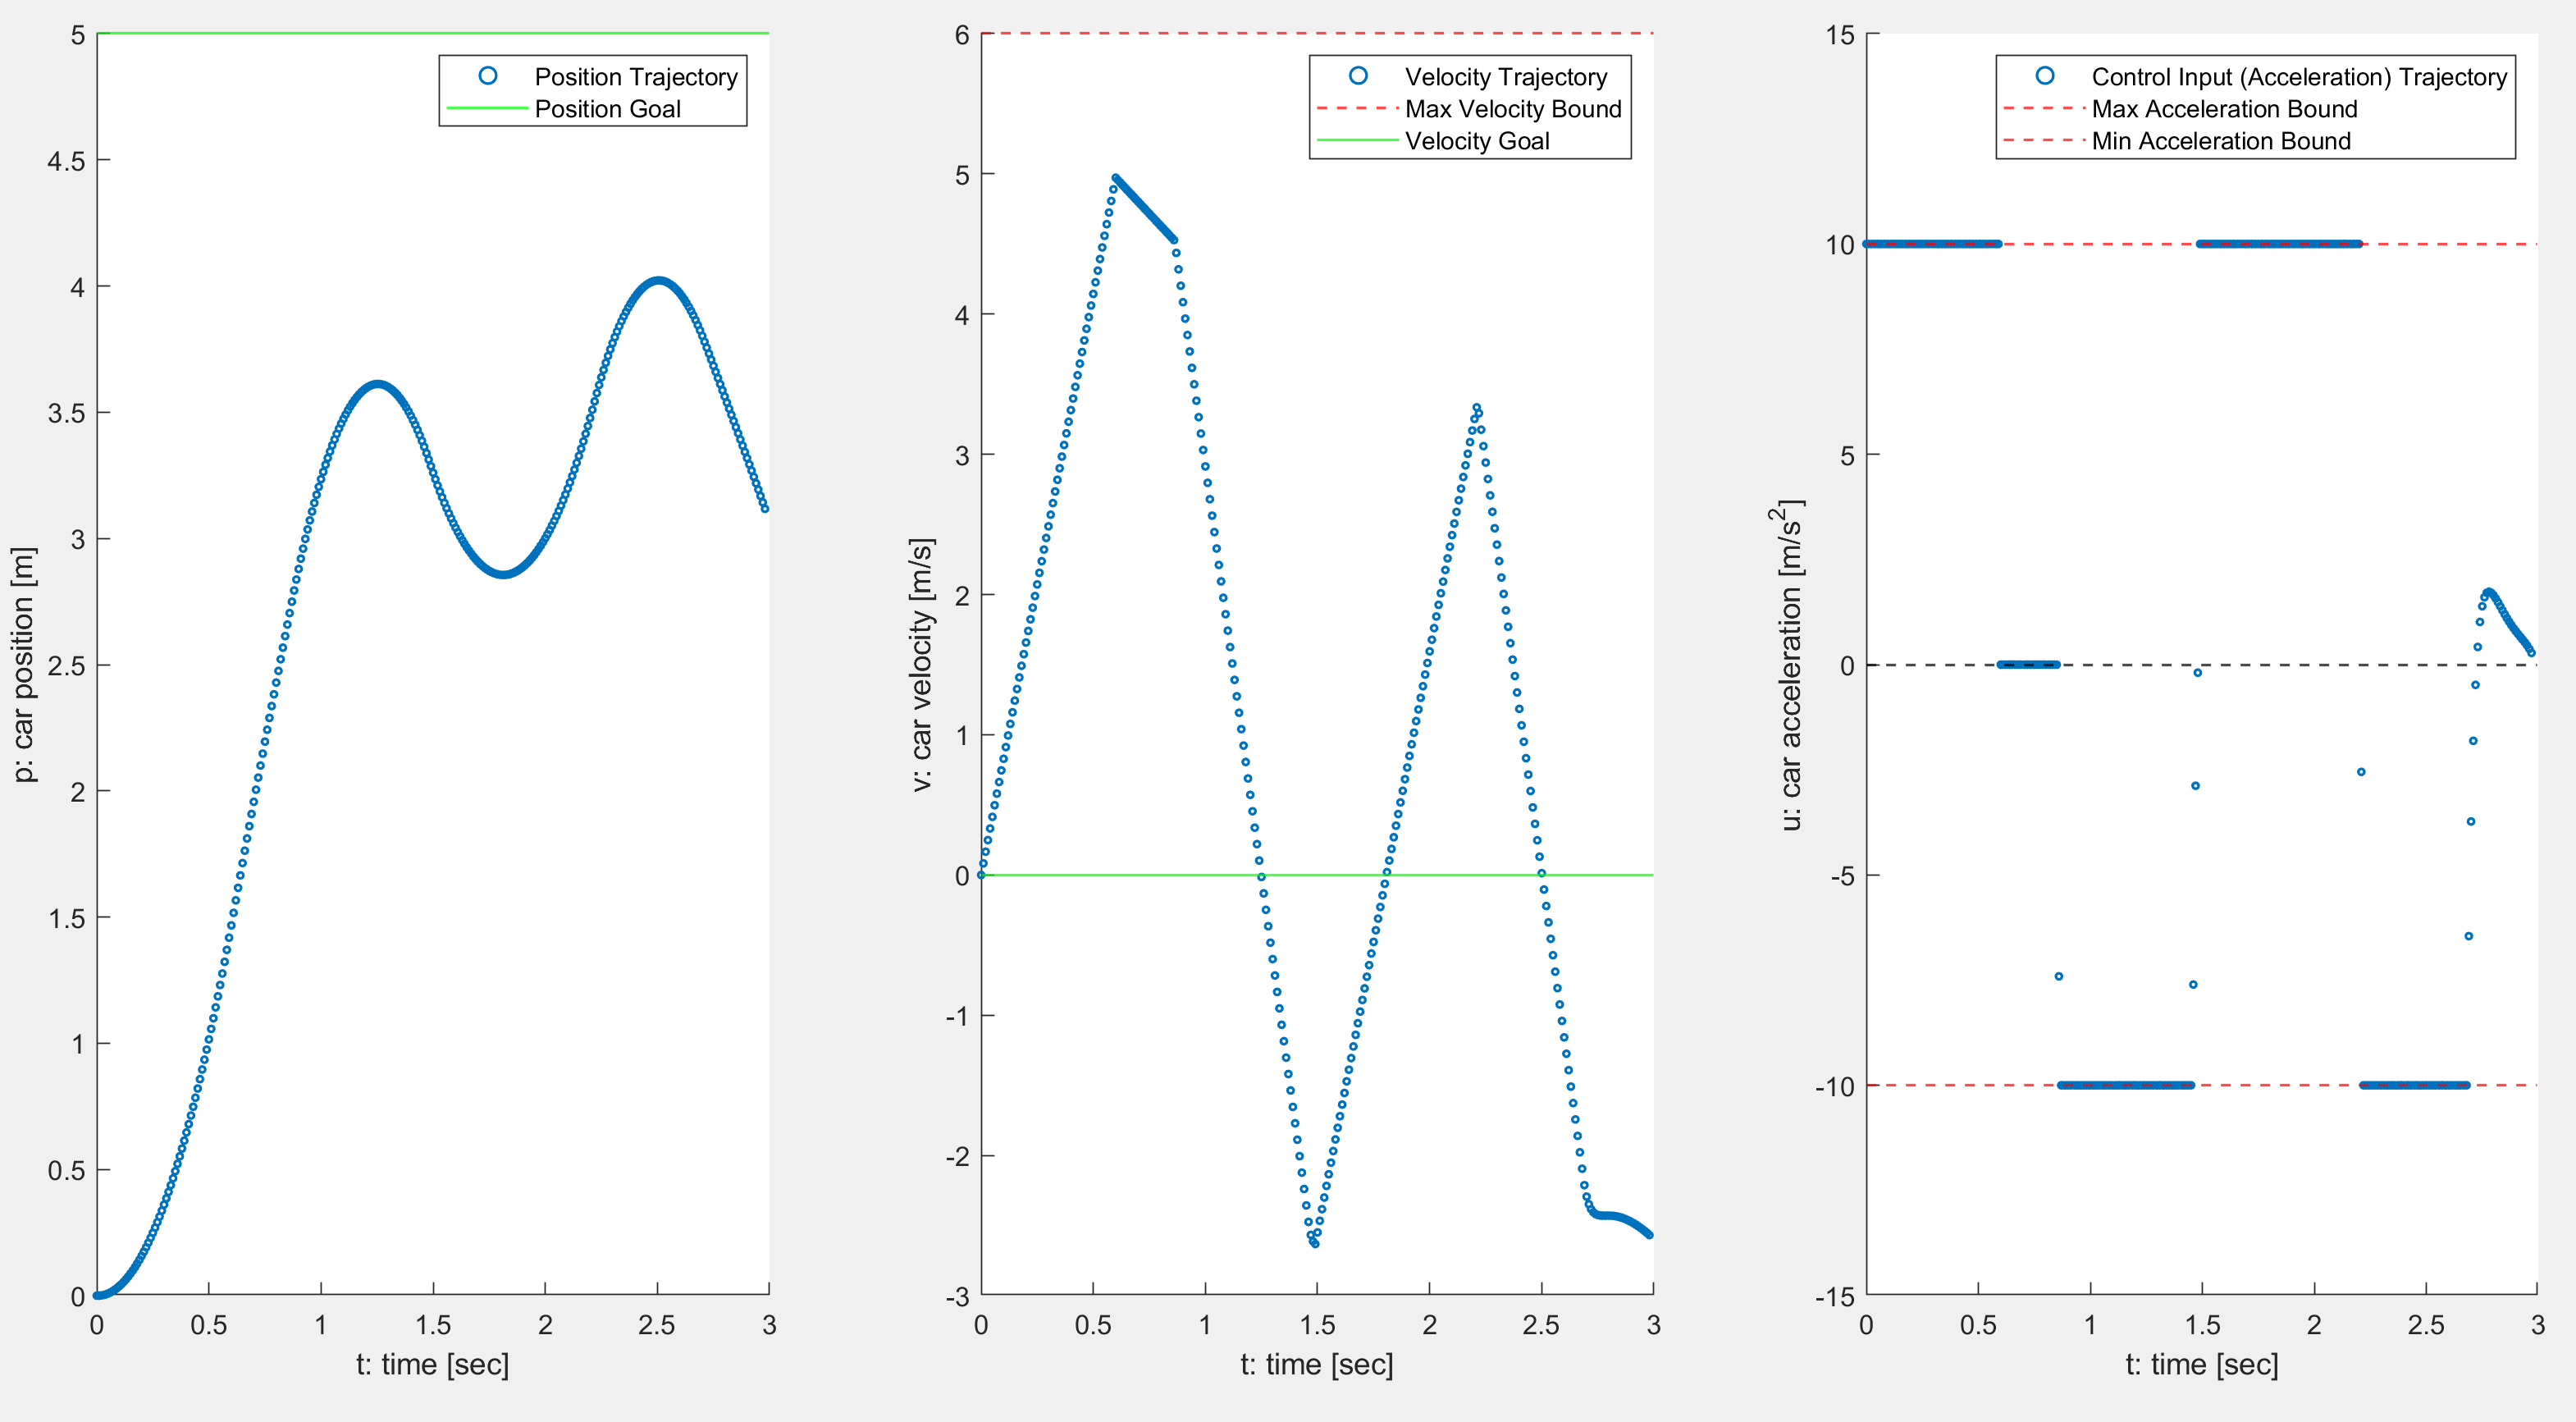 5
4.5
4
3.5
3
2.5
2
1.5
1
0.5
0
0 0.5 1 1.5 2 2.5 3
p: car position [m]
t: time [sec]
Position Trajectory
Position Goal
6
5
4
3
2
1
0
-1
-2
-3
0 0.5 1 1.5 2 2.5 3
v: car velocity [m/s]
t: time [sec]
Velocity Trajectory
Max Velocity Bound
Velocity Goal
15
10
5
0
-5
-10
-15
0 0.5 1 1.5 2 2.5 3
u: car acceleration [m/s²]
t: time [sec]
Control Input (Acceleration) Trajectory
Max Acceleration Bound
Min Acceleration Bound